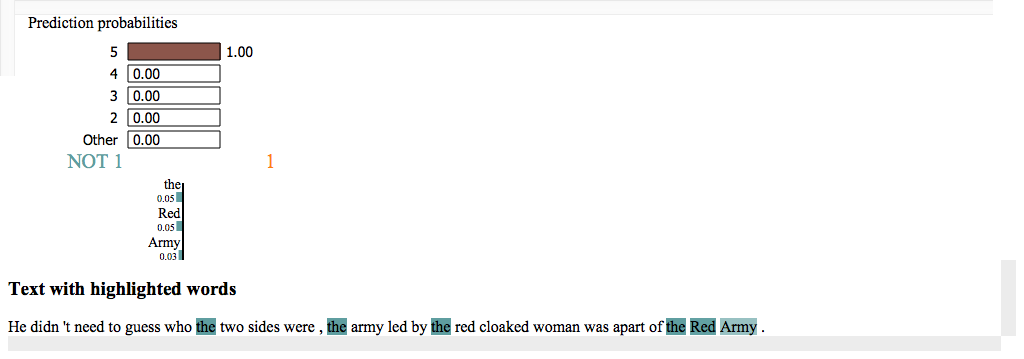 Prediction probabilities
5 1.00
4 0.00
3 0.00
2 0.00
Other 0.00
NOT 1 1
the
0.05
Red
0.05
Army
0.03
Text with highlighted words
He didn 't need to guess who the two sides were , the army led by the red cloaked woman was apart of the Red Army .